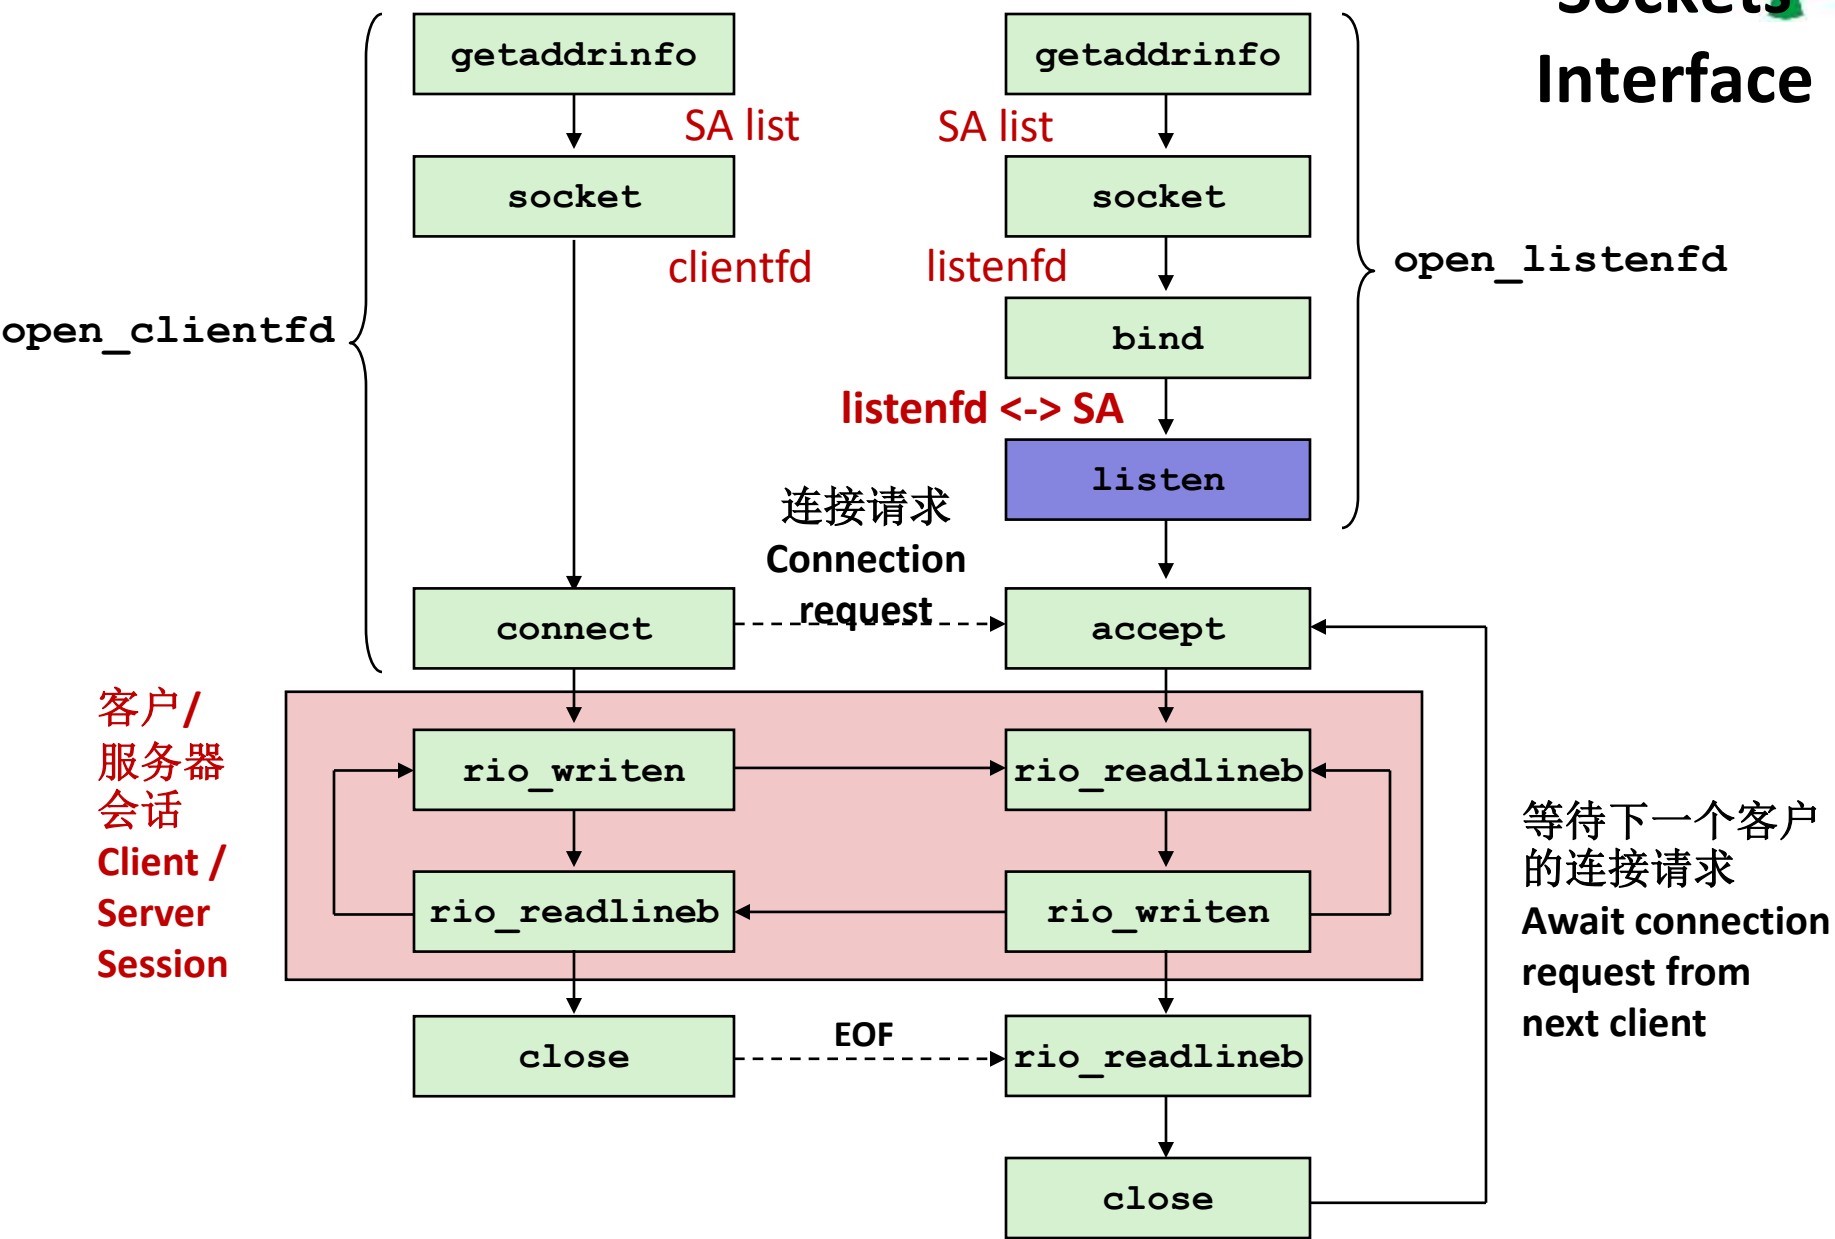 Sockets
Interface
getaddrinfo
getaddrinfo
SA list
SA list
socket
socket
clientfd
listenfd
open_listenfd
open_clientfd
bind
listenfd <-> SA
listen
连接请求
Connection
request
connect
accept
客户/
服务器
会话
Client /
Server
Session
rio_writen
rio_readlineb
rio_readlineb
rio_writen
等待下一个客户
的连接请求
Await connection
request from
next client
close
EOF
rio_readlineb
close